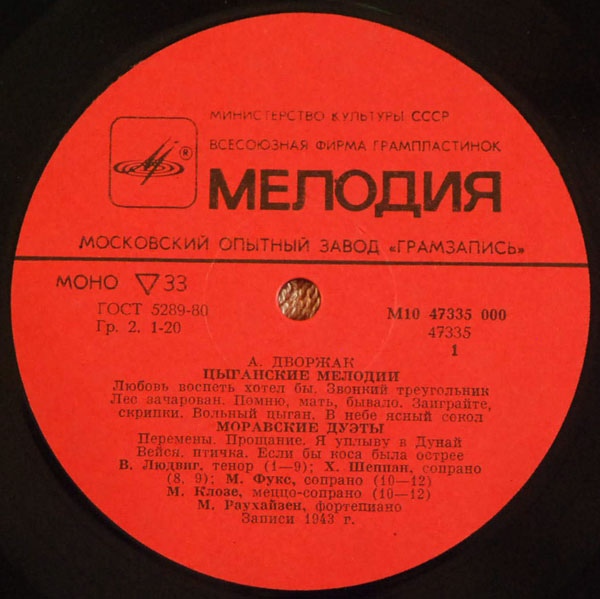 МИНИСТЕРСТВО КУЛЬТУРЫ СССР
ВСЕСОЮЗНАЯ ФИРМА ГРАМПЛАСТИНОК
®
МЕЛОДИЯ
МОСКОВСКИЙ ОПЫТНЫЙ ЗАВОД «ГРАМЗАПИСЬ»
МОНО ▽ 33
ГОСТ 5289-80
Гр. 2. 1-20
М10 47335 000
47335
1
А. ДВОРЖАК
ЦЫГАНСКИЕ МЕЛОДИИ
Любовь воспеть хотел бы. Звонкий треугольник
Лес зачарован. Помню, мать, бывало. Заиграйте,
скрипки. Вольный цыган. В небе ясный сокол
МОРАВСКИЕ ДУЭТЫ
Перемены. Прощание. Я уплыву в Дунай
Вейся, птичка. Если бы коса была острее
В. Людвиг, тенор (1—9); Х. Шеппан, сопрано
(8, 9); М. Фукс, сопрано (10—12)
М. Клозе, меццо-сопрано (10—12)
М. Раухайзен, фортепиано
Записи 1943 г.